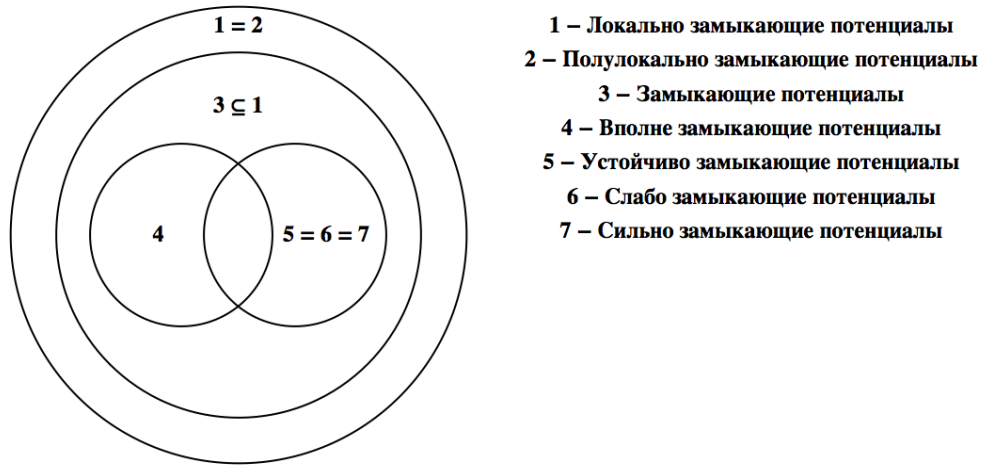 1 = 2
3 ⊆ 1
4
5 = 6 = 7
1 – Локально замыкающие потенциалы
2 – Полулокально замыкающие потенциалы
3 – Замыкающие потенциалы
4 – Вполне замыкающие потенциалы
5 – Устойчиво замыкающие потенциалы
6 – Слабо замыкающие потенциалы
7 – Сильно замыкающие потенциалы